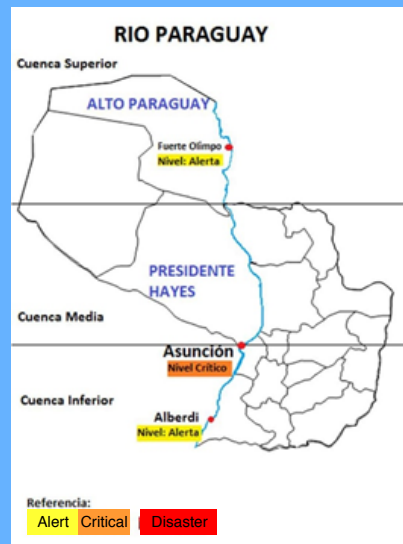 RIO PARAGUAY
Cuenca Superior
ALTO PARAGUAY
Fuerte Olimpo
Nivel: Alerta
PRESIDENTE
HAYES
Cuenca Media
Asunción
Nivel Crítico
Cuenca Inferior
Alberdi
Nivel: Alerta
Referencia:
Alert Critical Disaster